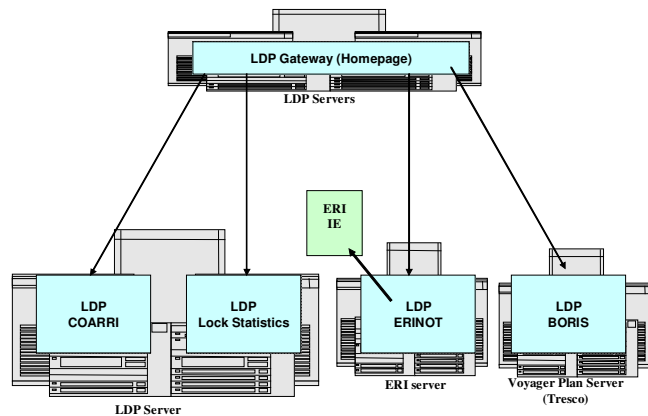 LDP Gateway (Homepage)
LDP Servers
ERI
IE
LDP
COARRI
LDP
Lock Statistics
LDP
ERINOT
LDP
BORIS
LDP Server
ERI server
Voyager Plan Server
(Tresco)